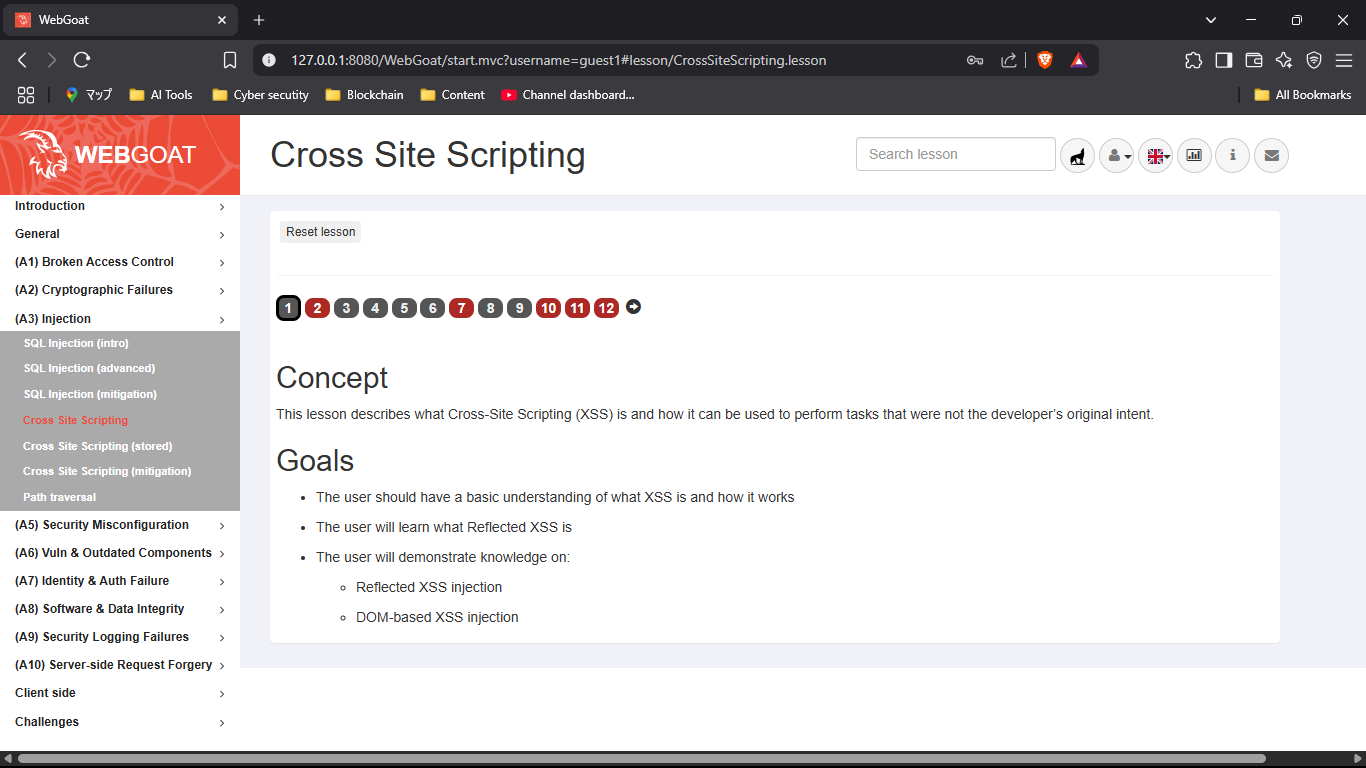 WebGoat
127.0.0.1:8080/WebGoat/start.mvc?username=guest1#lesson/CrossSiteScripting.lesson
マップ AI Tools Cyber secutity Blockchain Content Channel dashboard... All Bookmarks
WEBGOAT
Cross Site Scripting
Search lesson
Introduction
General
(A1) Broken Access Control
(A2) Cryptographic Failures
(A3) Injection
SQL Injection (intro)
SQL Injection (advanced)
SQL Injection (mitigation)
Cross Site Scripting
Cross Site Scripting (stored)
Cross Site Scripting (mitigation)
Path traversal
(A5) Security Misconfiguration
(A6) Vuln & Outdated Components
(A7) Identity & Auth Failure
(A8) Software & Data Integrity
(A9) Security Logging Failures
(A10) Server-side Request Forgery
Client side
Challenges
Reset lesson
1 2 3 4 5 6 7 8 9 10 11 12
Concept
This lesson describes what Cross-Site Scripting (XSS) is and how it can be used to perform tasks that were not the developer's original intent.
Goals
• The user should have a basic understanding of what XSS is and how it works
• The user will learn what Reflected XSS is
• The user will demonstrate knowledge on:
◦ Reflected XSS injection
◦ DOM-based XSS injection